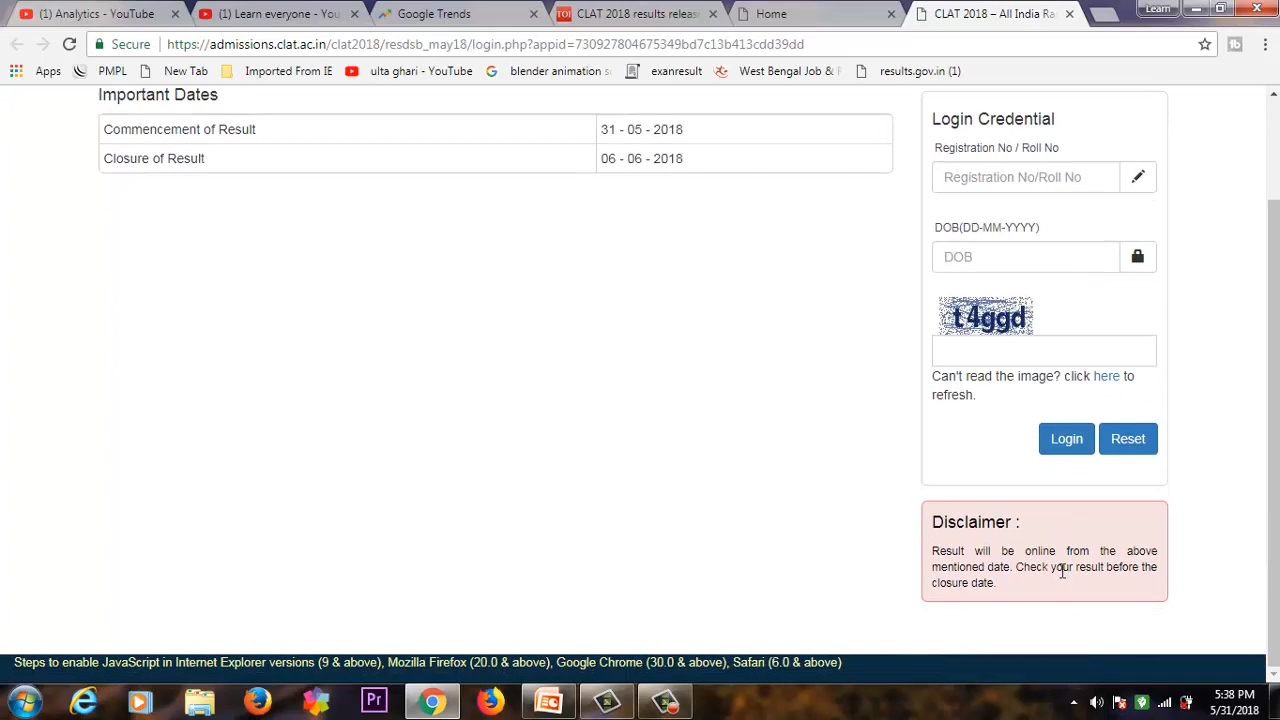 (1) Analytics - YouTube
(1) Learn everyone - You
Google Trends
TOI CLAT 2018 results releas
Home
CLAT 2018 – All India Ra
Learn
Secure
https://admissions.clat.ac.in/clat2018/resdsb_may18/login.php?appid=730927804675349bd7c13b413cdd39dd
Apps
PMPL
New Tab
Imported From IE
ulta ghari - YouTube
blender animation s
exanresult
West Bengal Job & R
results.gov.in (1)
Important Dates
Commencement of Result 31 - 05 - 2018
Closure of Result 06 - 06 - 2018
Login Credential
Registration No / Roll No
Registration No/Roll No
DOB(DD-MM-YYYY)
DOB
t4ggd
Can't read the image? click here to
refresh.
Login Reset
Disclaimer :
Result will be online from the above
mentioned date. Check your result before the
closure date.
Steps to enable JavaScript in Internet Explorer versions (9 & above), Mozilla Firefox (20.0 & above), Google Chrome (30.0 & above), Safari (6.0 & above)
Pr
5:38 PM
5/31/2018